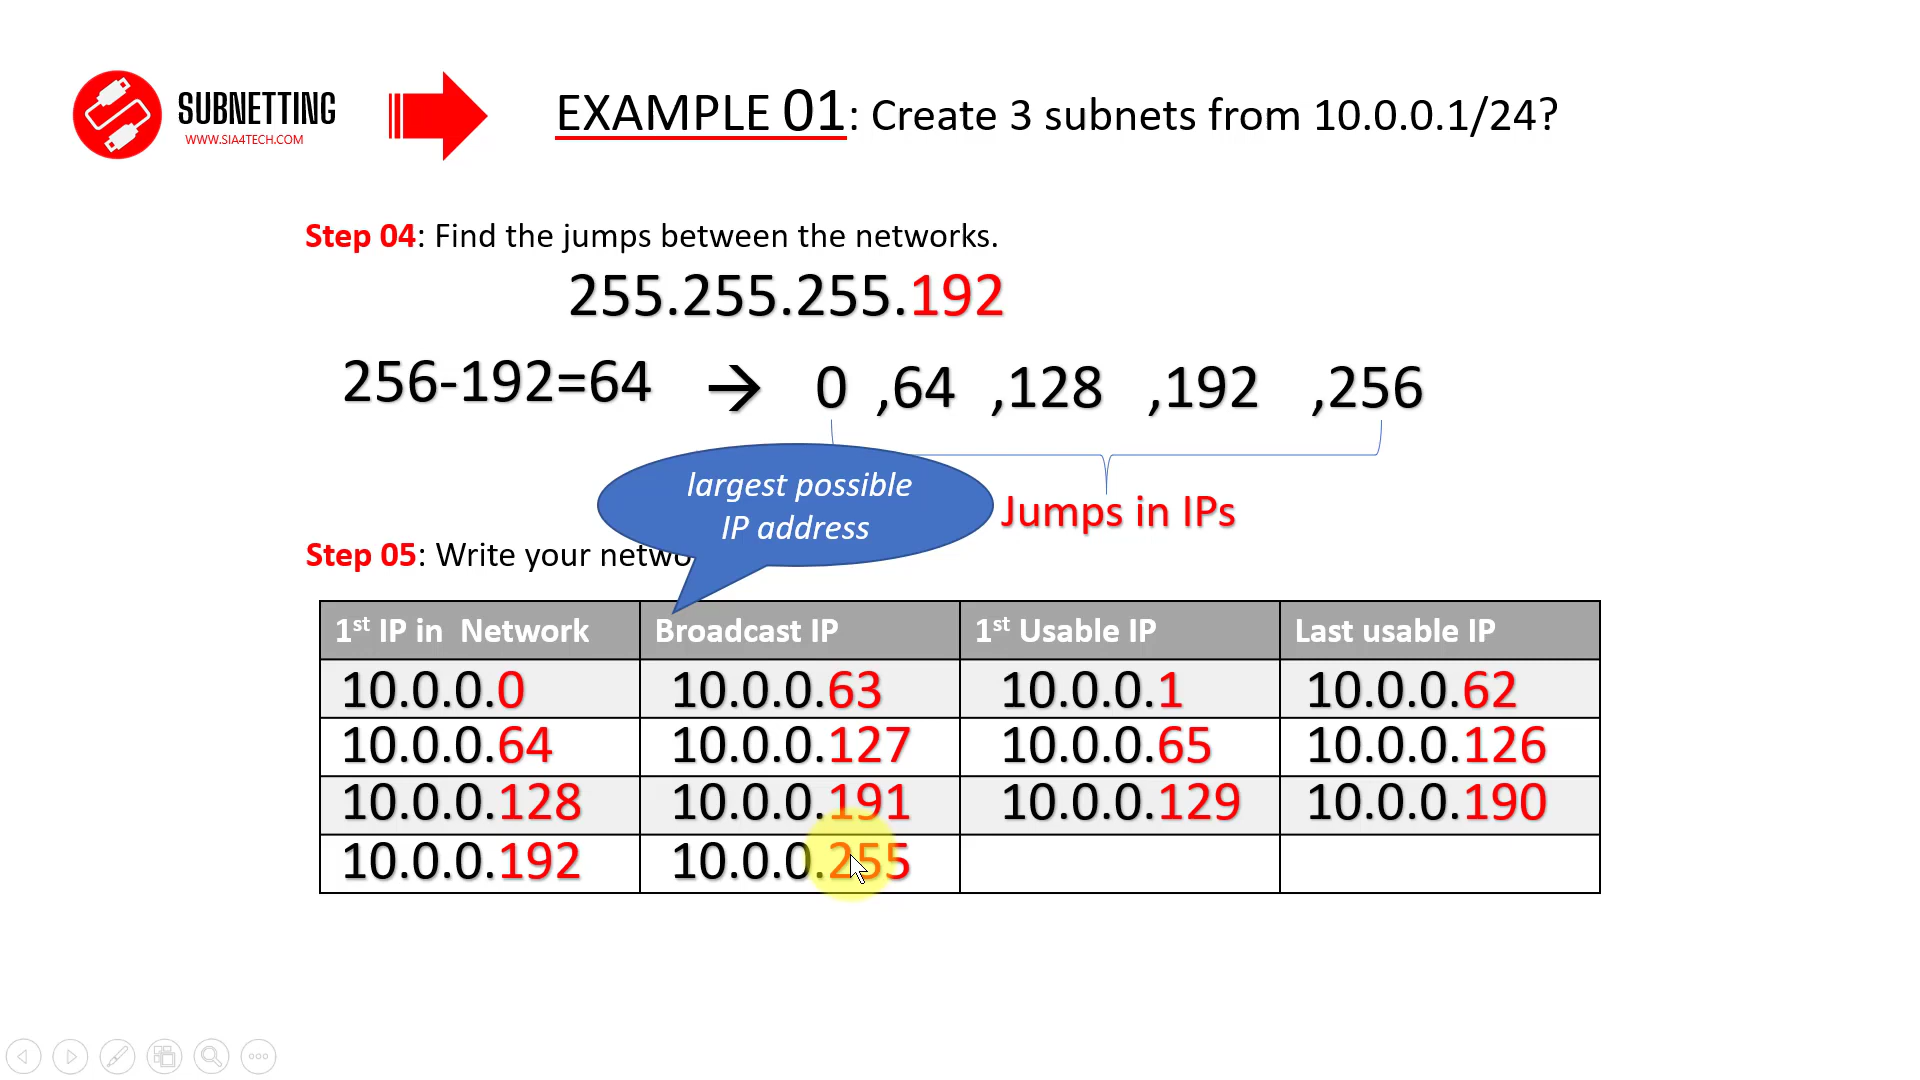 SUBNETTING
WWW.SIA4TECH.COM
EXAMPLE 01: Create 3 subnets from 10.0.0.1/24?
Step 04: Find the jumps between the networks.
255.255.255.192
256-192=64 → 0 ,64 ,128 ,192 ,256
largest possible
IP address
Jumps in IPs
Step 05: Write your netwo
1st IP in Network Broadcast IP 1st Usable IP Last usable IP
10.0.0.0 10.0.0.63 10.0.0.1 10.0.0.62
10.0.0.64 10.0.0.127 10.0.0.65 10.0.0.126
10.0.0.128 10.0.0.191 10.0.0.129 10.0.0.190
10.0.0.192 10.0.0.255